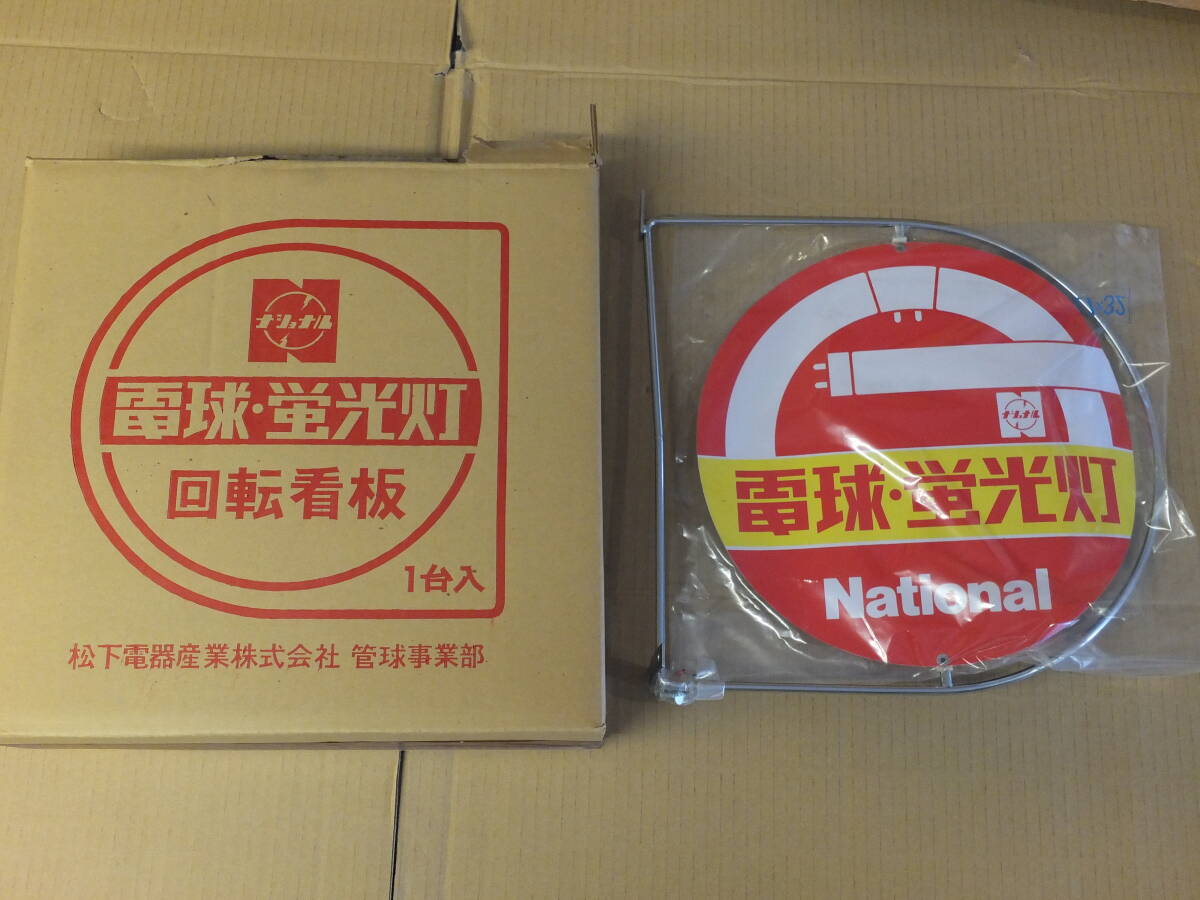 ナショナル
電球・蛍光灯
回転看板
1台入
松下電器産業株式会社 管球事業部
ナショナル
電球・蛍光灯
National